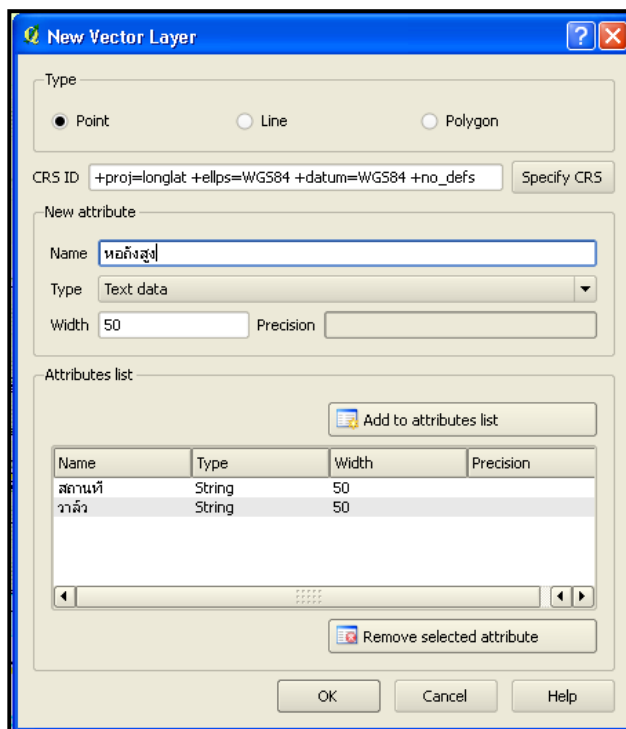 New Vector Layer
Type
Point Line Polygon
CRS ID +proj=longlat +ellps=WGS84 +datum=WGS84 +no_defs Specify CRS
New attribute
Name หอถังสูง
Type Text data
Width 50 Precision
Attributes list
Add to attributes list
Name Type Width Precision
สถานที่ String 50
วาล์ว String 50
Remove selected attribute
OK Cancel Help